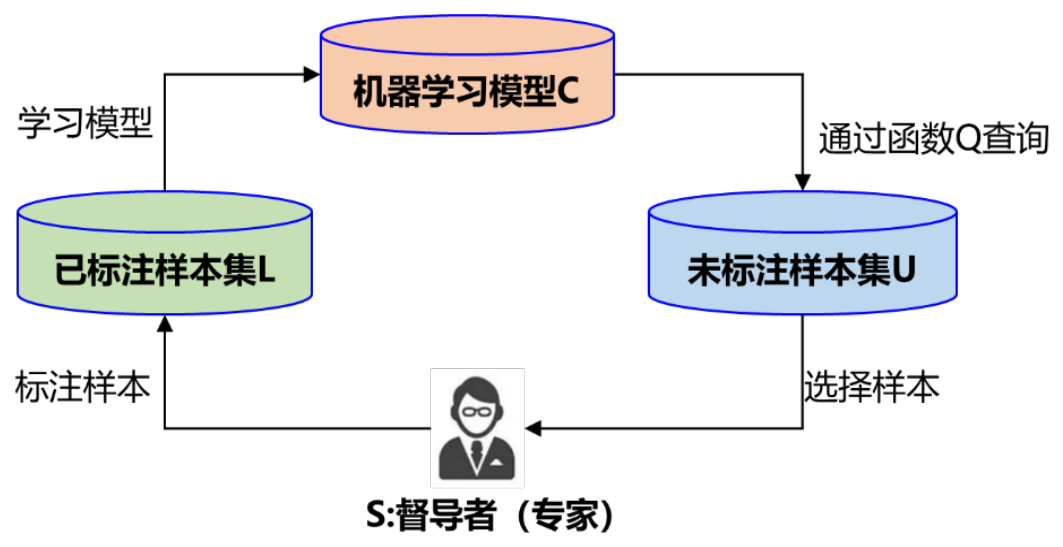 机器学习模型C
学习模型
通过函数Q查询
已标注样本集L
未标注样本集U
标注样本
选择样本
S:督导者（专家）